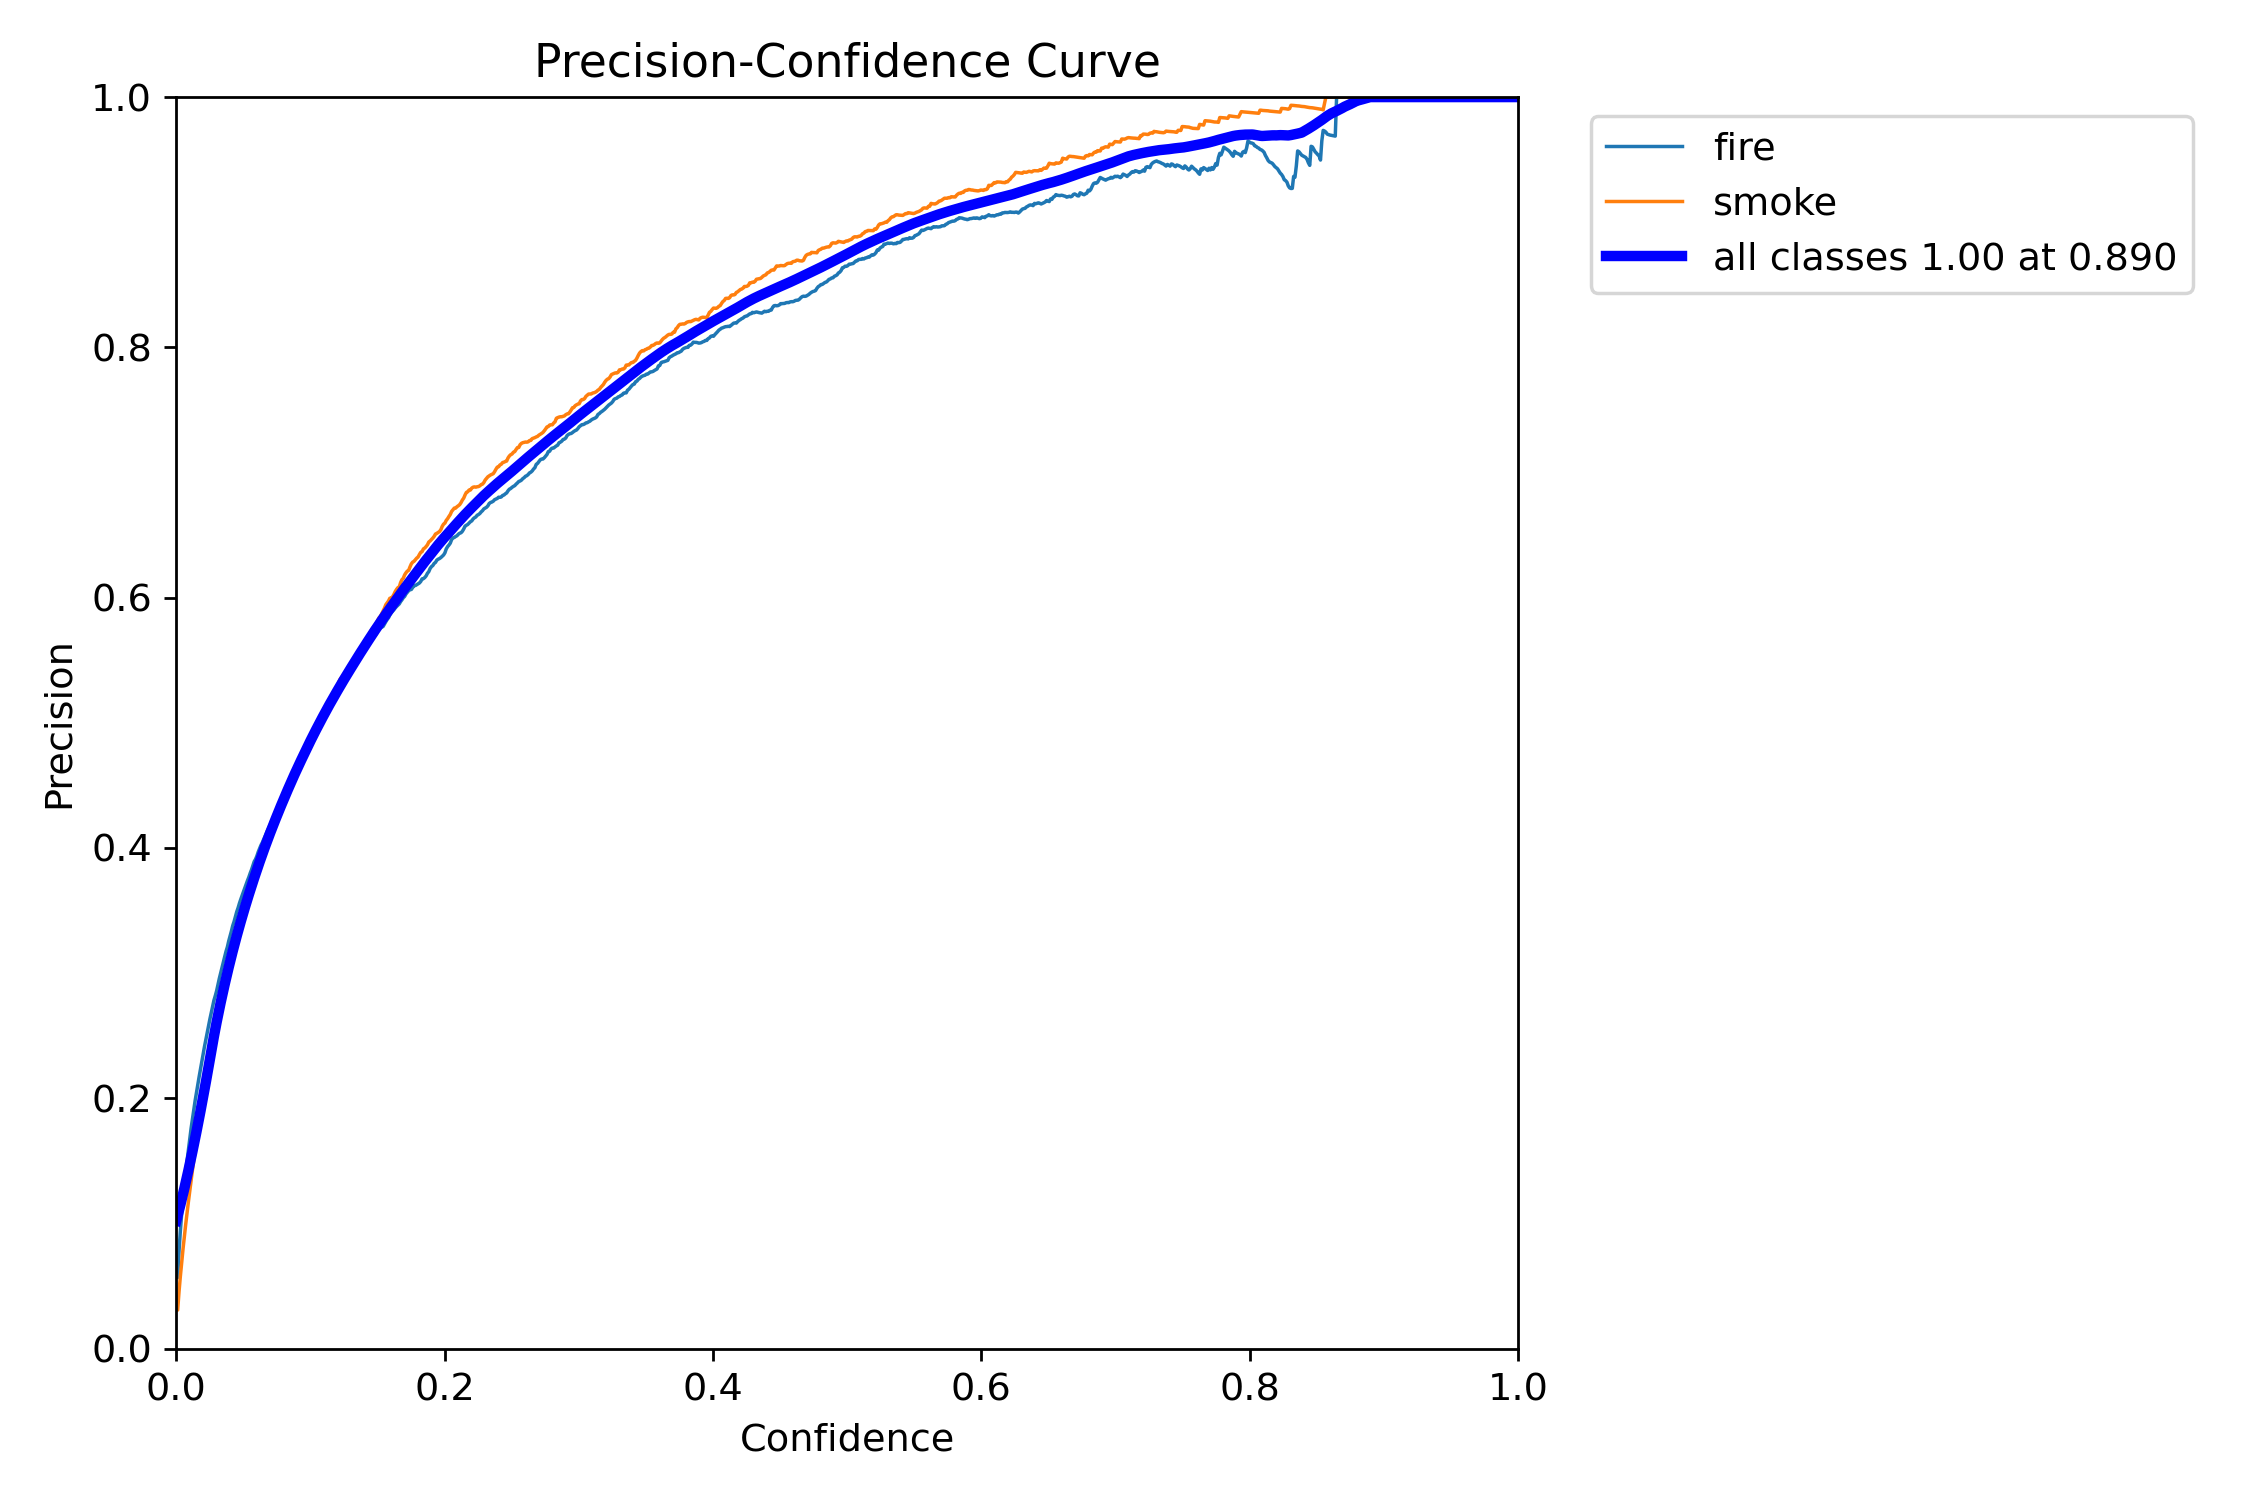 Precision-Confidence Curve
1.0
0.8
0.6
0.4
0.2
0.0
Precision
0.0 0.2 0.4 0.6 0.8 1.0
Confidence
fire
smoke
all classes 1.00 at 0.890